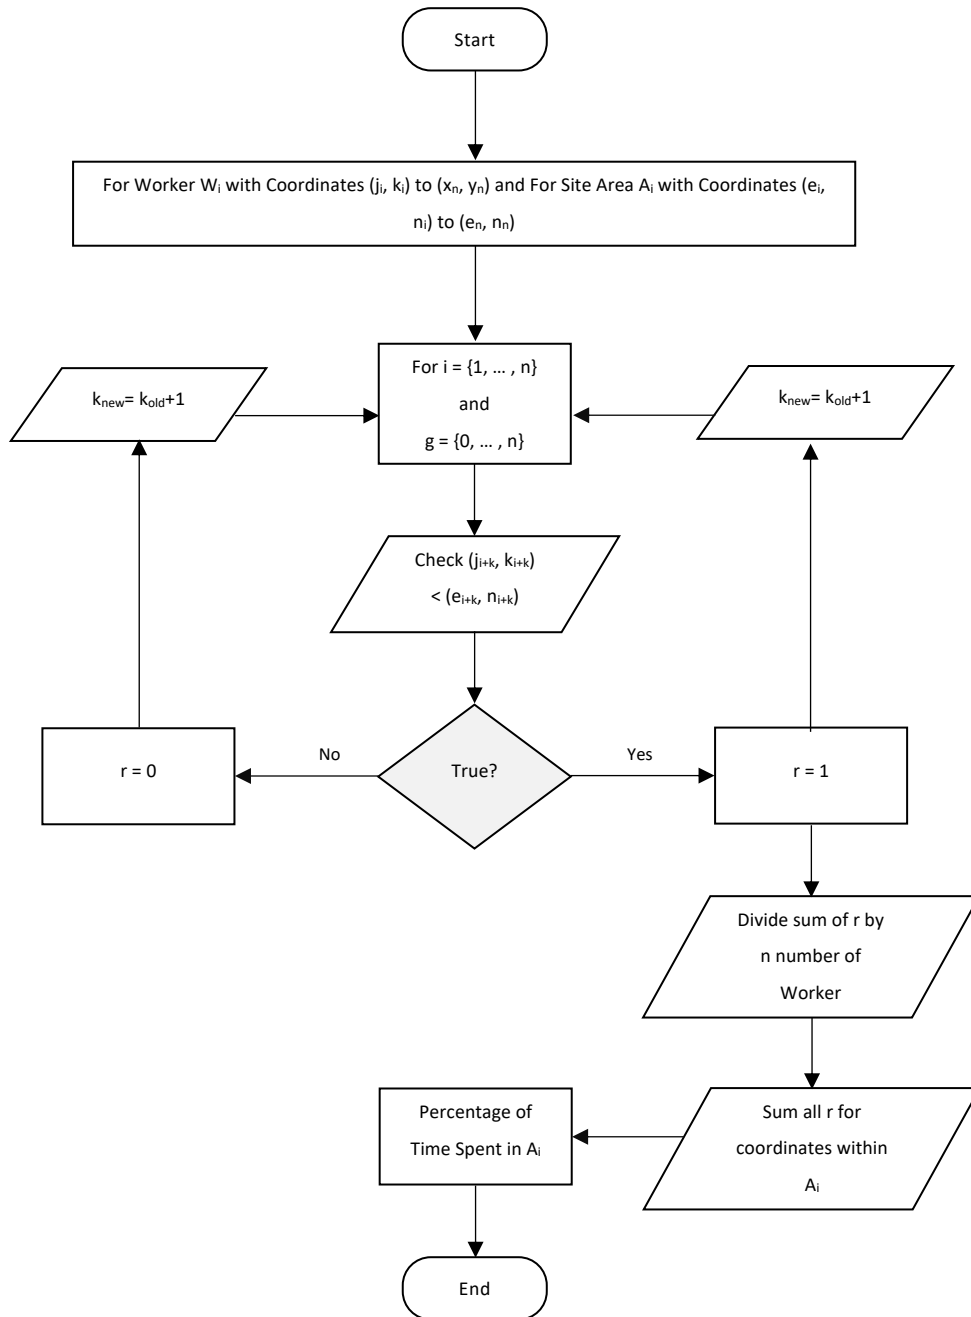 Start
For Worker Wᵢ with Coordinates (jᵢ, kᵢ) to (xₙ, yₙ) and For Site Area Aᵢ with Coordinates (eᵢ,
nᵢ) to (eₙ, nₙ)
For i = {1, … , n}
and
g = {0, … , n}
kₙₑw= kₒₗd+1
kₙₑw= kₒₗd+1
Check (jᵢ₊ₖ, kᵢ₊ₖ)
< (eᵢ₊ₖ, nᵢ₊ₖ)
True?
No
Yes
r = 0
r = 1
Divide sum of r by
n number of
Worker
Sum all r for
coordinates within
Aᵢ
Percentage of
Time Spent in Aᵢ
End